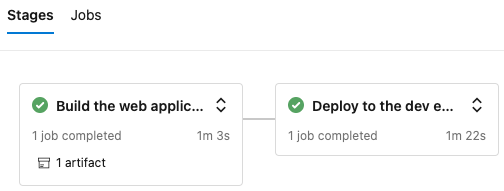 Stages Jobs
Build the web applic...
1 job completed 1m 3s
1 artifact
Deploy to the dev e...
1 job completed 1m 22s